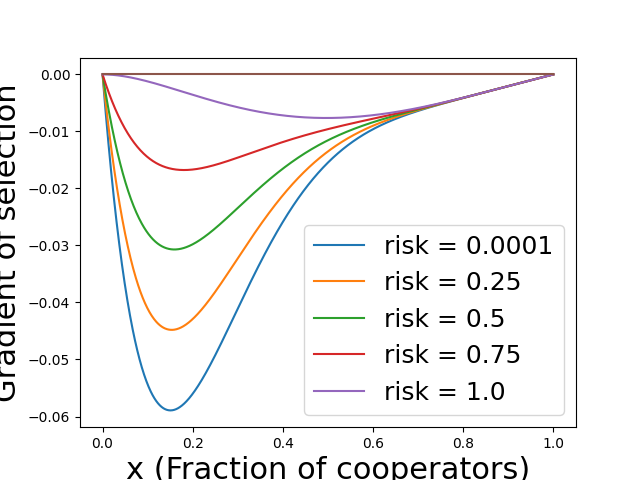 0.00
−0.01
−0.02
−0.03
−0.04
−0.05
−0.06
Gradient of selection
risk = 0.0001
risk = 0.25
risk = 0.5
risk = 0.75
risk = 1.0
0.0 0.2 0.4 0.6 0.8 1.0
x (Fraction of cooperators)